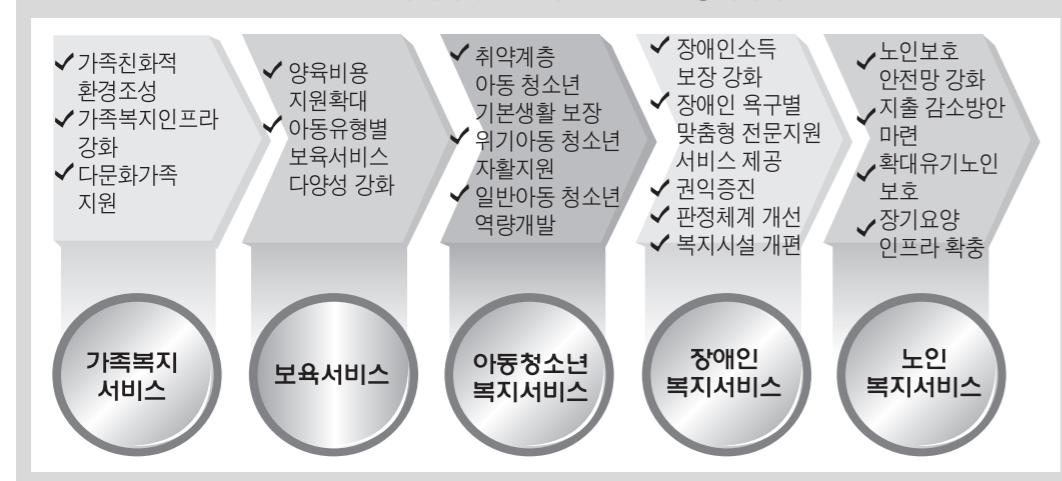 ✓ 가족친화적
환경조성
✓ 가족복지인프라
강화
✓ 다문화가족
지원
✓ 양육비용
지원확대
✓ 아동유형별
보육서비스
다양성 강화
✓ 취약계층
아동 청소년
기본생활 보장
✓ 위기아동 청소년
자활지원
✓ 일반아동 청소년
역량개발
✓ 장애인소득
보장 강화
✓ 장애인 욕구별
맞춤형 전문지원
서비스 제공
✓ 권익증진
✓ 판정체계 개선
✓ 복지시설 개편
✓ 노인보호
안전망 강화
✓ 지출 감소방안
마련
✓ 확대유기노인
보호
✓ 장기요양
인프라 확충
가족복지
서비스
보육서비스
아동청소년
복지서비스
장애인
복지서비스
노인
복지서비스